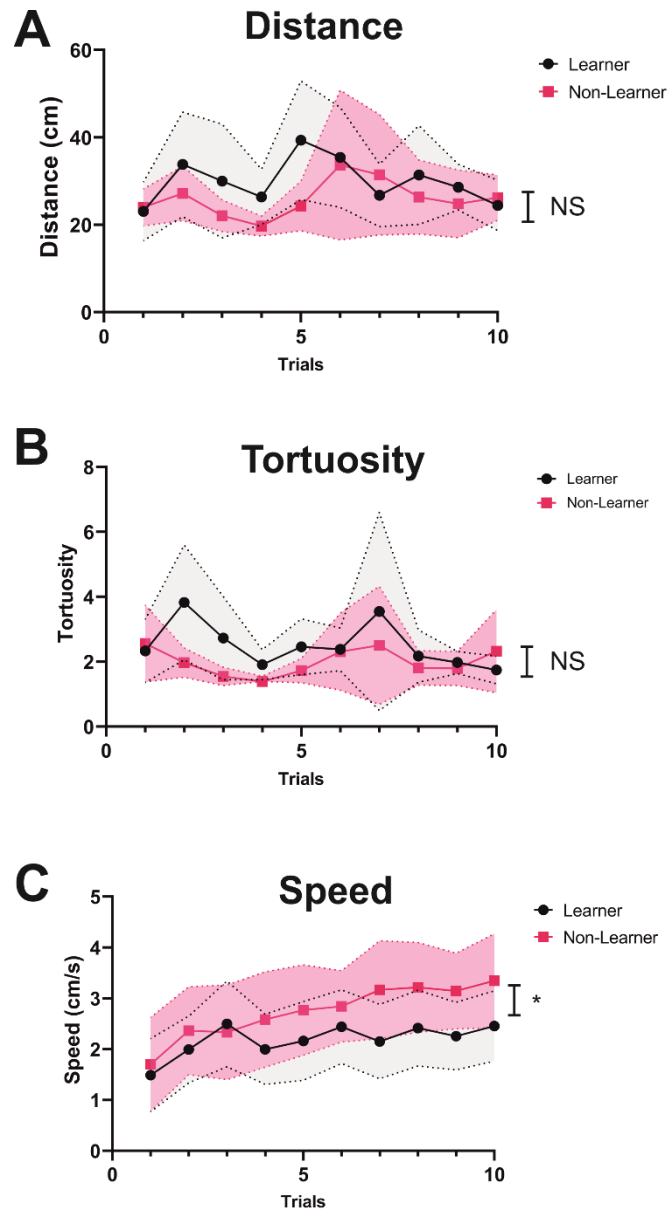 A
Distance
60
40
20
0
Distance (cm)
0
5
10
Trials
Learner
Non-Learner
NS
B
Tortuosity
8
6
4
2
0
Tortuosity
0
5
10
Trials
Learner
Non-Learner
NS
C
Speed
5
4
3
2
1
0
Speed (cm/s)
0
5
10
Trials
Learner
Non-Learner
*